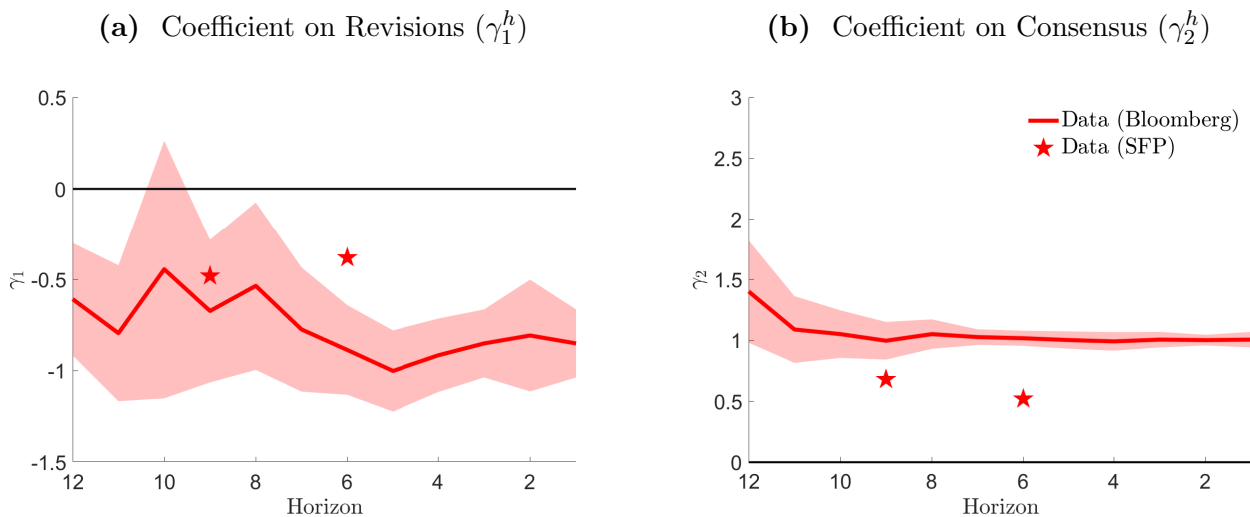 (a) Coefficient on Revisions (γ₁ʰ)
0.5
0
-0.5
-1
-1.5
γ₁
12 10 8 6 4 2
Horizon
(b) Coefficient on Consensus (γ₂ʰ)
3
2.5
2
1.5
1
0.5
0
γ₂
12 10 8 6 4 2
Horizon
Data (Bloomberg)
Data (SFP)